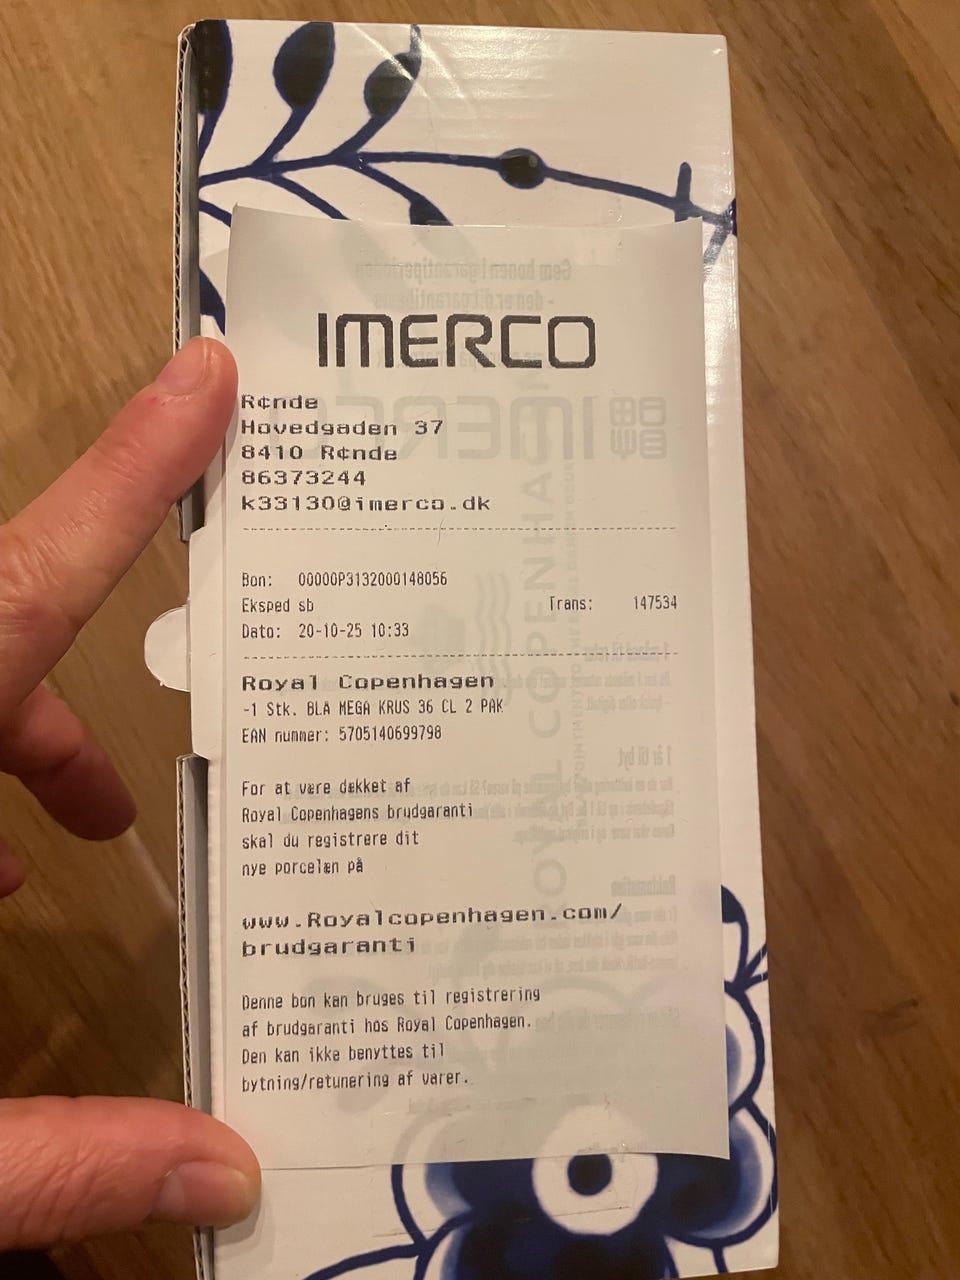 IMERCO
R¢nde
Hovedgaden 37
8410 R¢nde
86373244
k33130@imerco.dk
Bon: 00000P3132000148056
Eksped sb Trans: 147534
Dato: 20-10-25 10:33
Royal Copenhagen
-1 Stk. BLÅ MEGA KRUS 36 CL 2 PAK
EAN nummer: 5705140699798
For at være dækket af
Royal Copenhagens brudgaranti
skal du registrere dit
nye porcelæn på
www.Royalcopenhagen.com/
brudgaranti
Denne bon kan bruges til registrering
af brudgaranti hos Royal Copenhagen.
Den kan ikke benyttes til
bytning/retunering af varer.
ROYAL COPENHAGEN